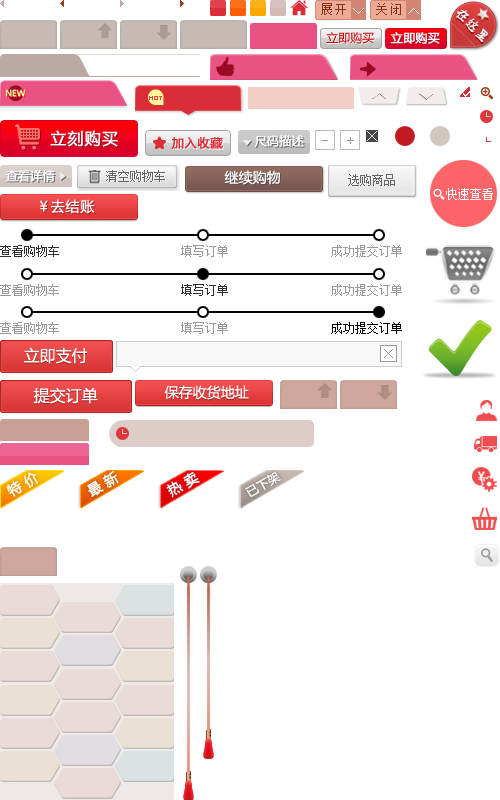 展开
关闭
在这里
立即购买
立即购买
NEW
HOT
立刻购买
加入收藏
尺码描述
查看详情
清空购物车
继续购物
选购商品
快速查看
¥去结账
查看购物车
填写订单
成功提交订单
查看购物车
填写订单
成功提交订单
查看购物车
填写订单
成功提交订单
立即支付
提交订单
保存收货地址
¥
特价
最新
热卖
已下架